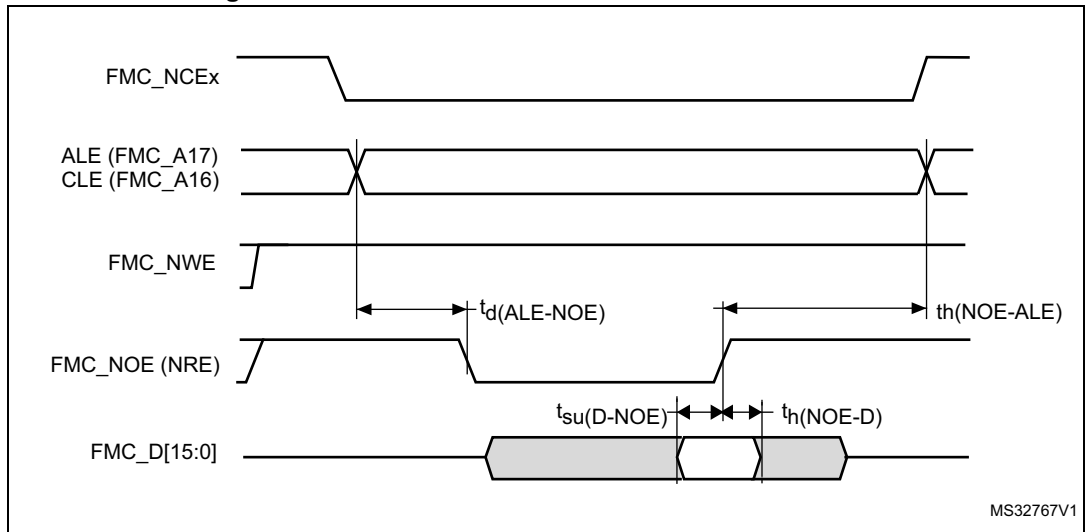 FMC_NCEx
ALE (FMC_A17)
CLE (FMC_A16)
FMC_NWE
td(ALE-NOE)
th(NOE-ALE)
FMC_NOE (NRE)
tsu(D-NOE)
th(NOE-D)
FMC_D[15:0]
MS32767V1